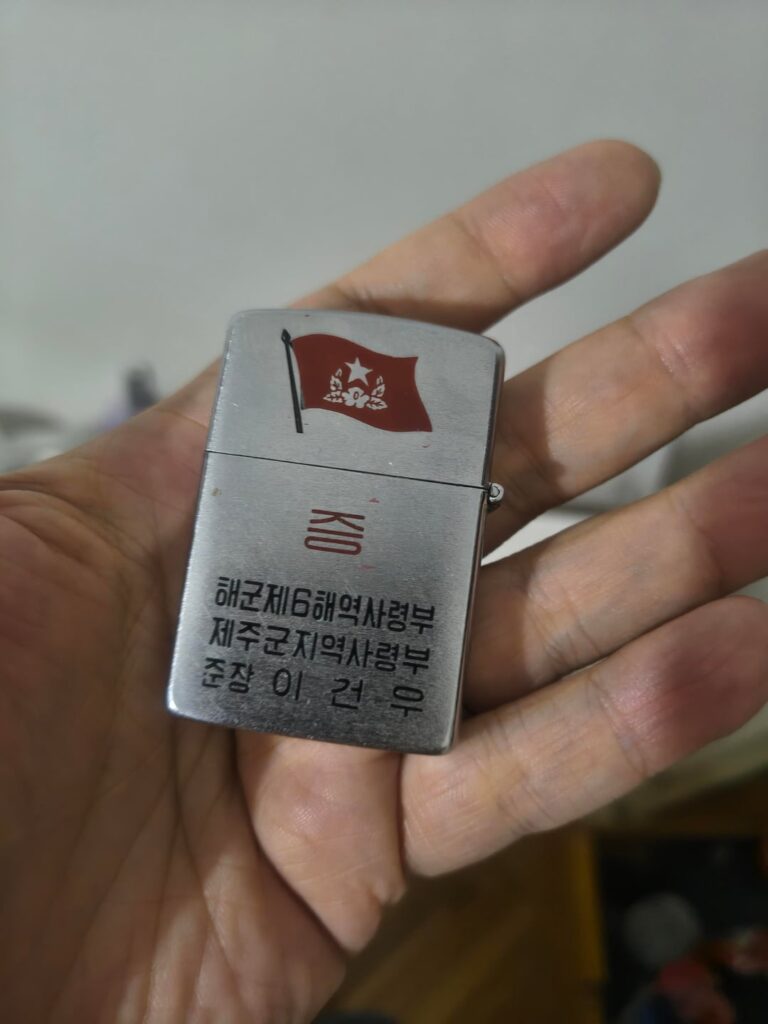 증
해군제6해역사령부
제주군지역사령부
준장 이 건 우